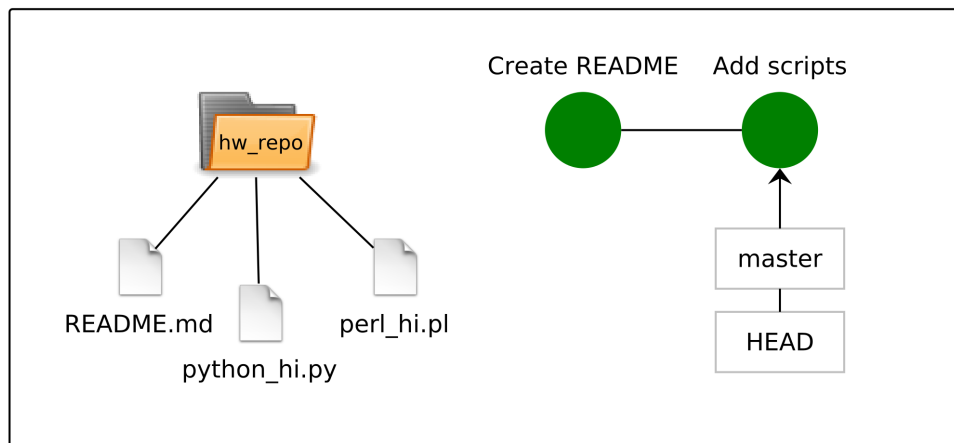 hw_repo
README.md
python_hi.py
perl_hi.pl
Create README
Add scripts
master
HEAD